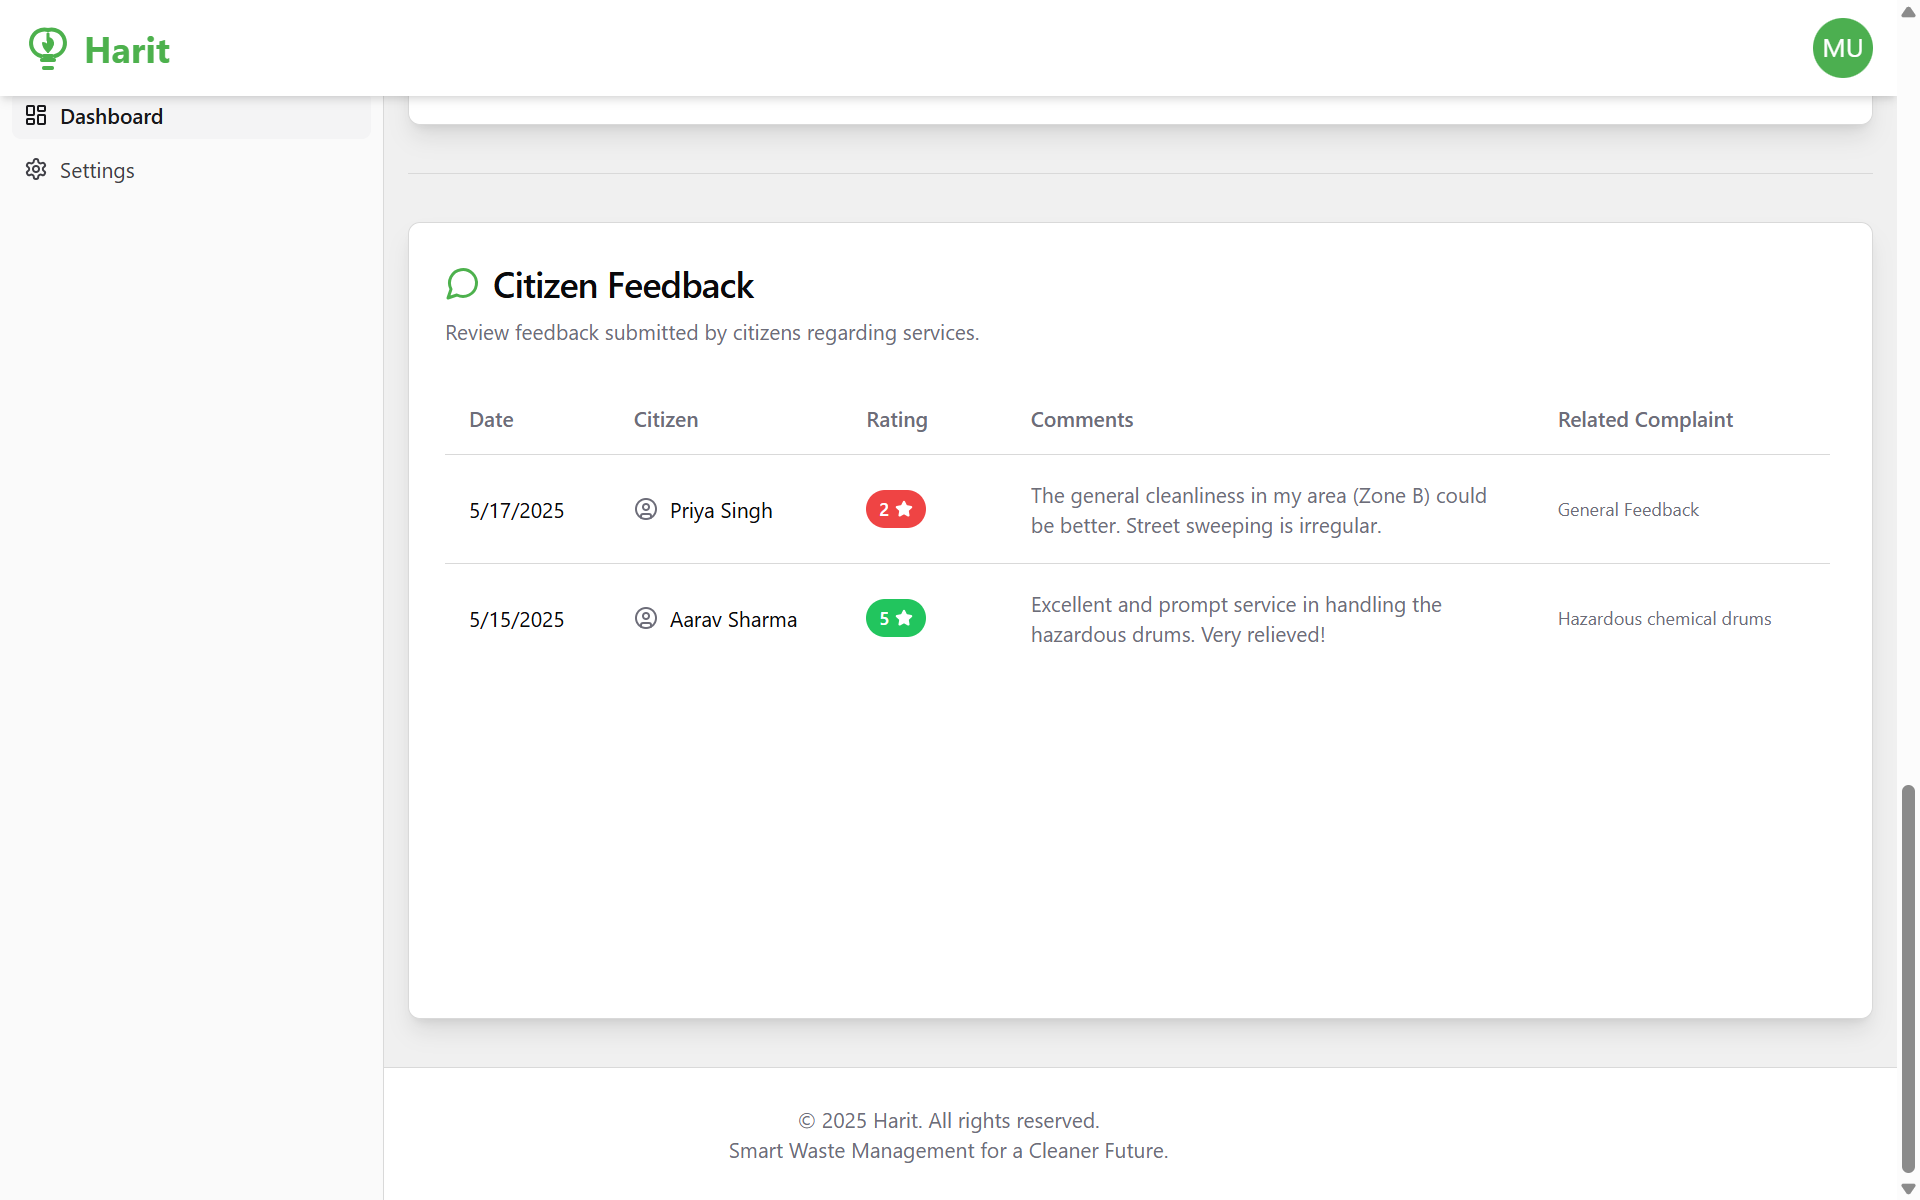 Harit
MU
Dashboard
Settings
Citizen Feedback
Review feedback submitted by citizens regarding services.
Date Citizen Rating Comments Related Complaint
5/17/2025 Priya Singh 2 The general cleanliness in my area (Zone B) could
be better. Street sweeping is irregular. General Feedback
5/15/2025 Aarav Sharma 5 Excellent and prompt service in handling the
hazardous drums. Very relieved! Hazardous chemical drums
© 2025 Harit. All rights reserved.
Smart Waste Management for a Cleaner Future.